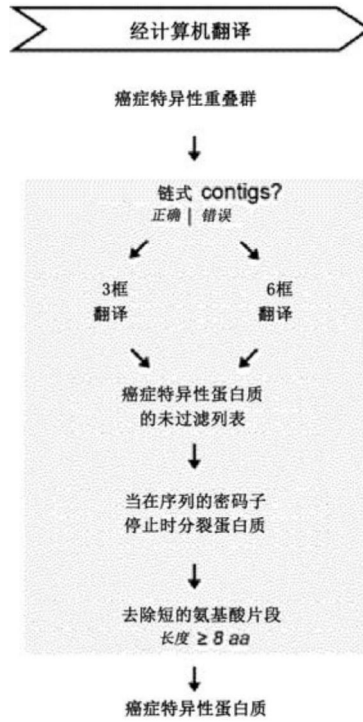 经计算机翻译
癌症特异性重叠群
链式 contigs?
正确 | 错误
3框
翻译
6框
翻译
癌症特异性蛋白质
的未过滤列表
当在序列的密码子
停止时分裂蛋白质
去除短的氨基酸片段
长度 ≥ 8 aa
癌症特异性蛋白质